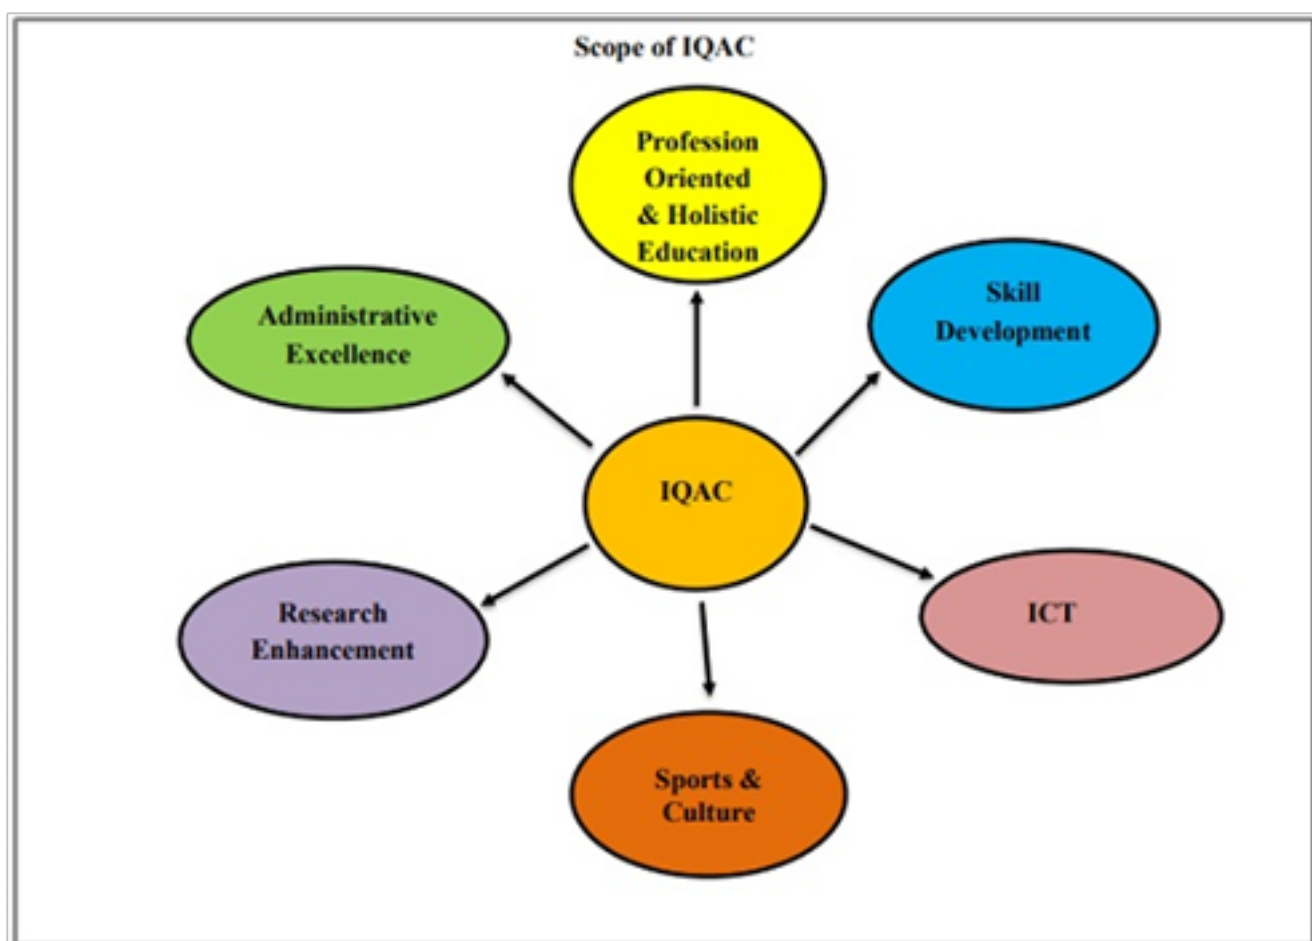 Scope of IQAC
Profession
Oriented
& Holistic
Education
Administrative
Excellence
Skill
Development
IQAC
Research
Enhancement
ICT
Sports &
Culture